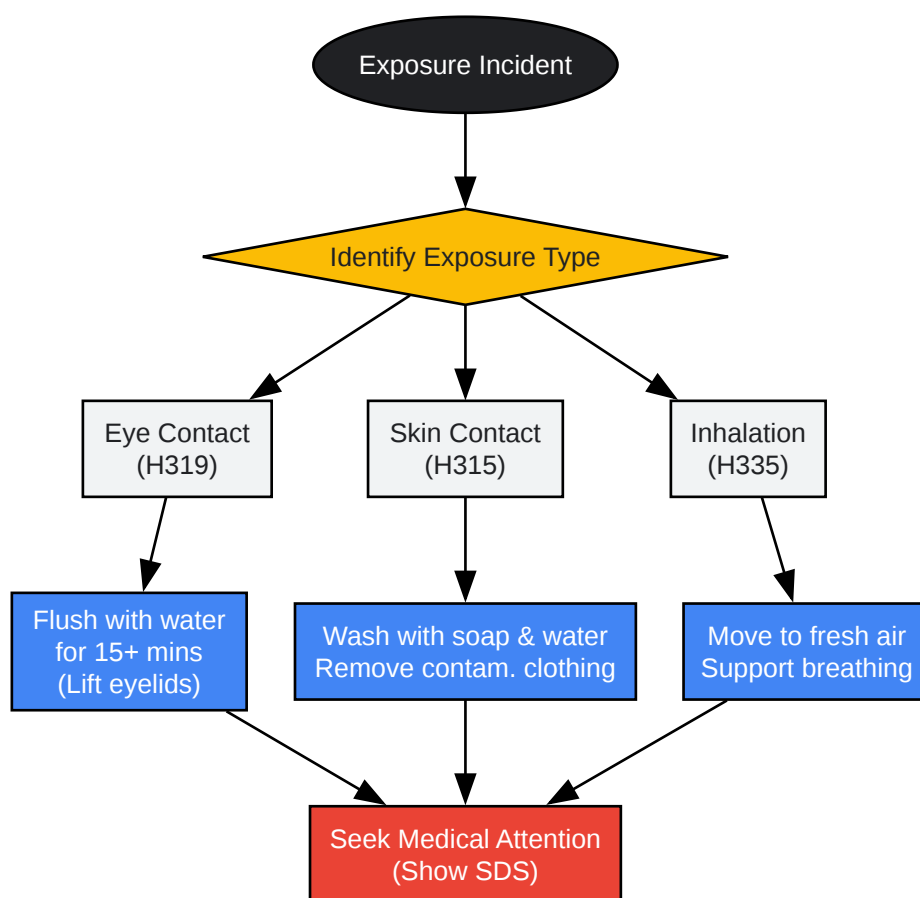 Exposure Incident
Identify Exposure Type
Eye Contact
(H319)
Skin Contact
(H315)
Inhalation
(H335)
Flush with water
for 15+ mins
(Lift eyelids)
Wash with soap & water
Remove contam. clothing
Move to fresh air
Support breathing
Seek Medical Attention
(Show SDS)